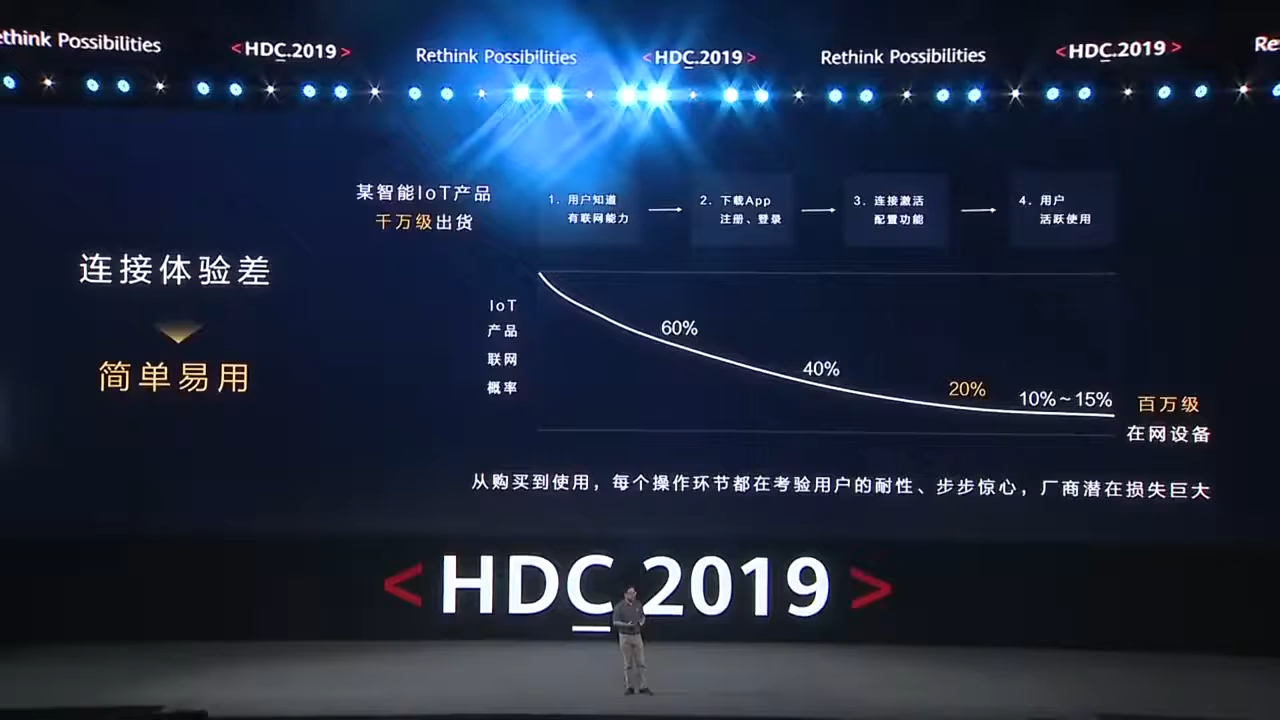 think Possibilities
<HDC.2019>
Rethink Possibilities
<HDC.2019>
Rethink Possibilities
<HDC.2019>
Re
连接体验差
简单易用
某智能IoT产品
千万级出货
1. 用户知道
有联网能力
2. 下载App
注册、登录
3. 连接激活
配置功能
4. 用户
活跃使用
IoT
产品
联网
概率
60%
40%
20%
10%~15%
百万级
在网设备
从购买到使用，每个操作环节都在考验用户的耐性、步步惊心，厂商潜在损失巨大
<HDC.2019>